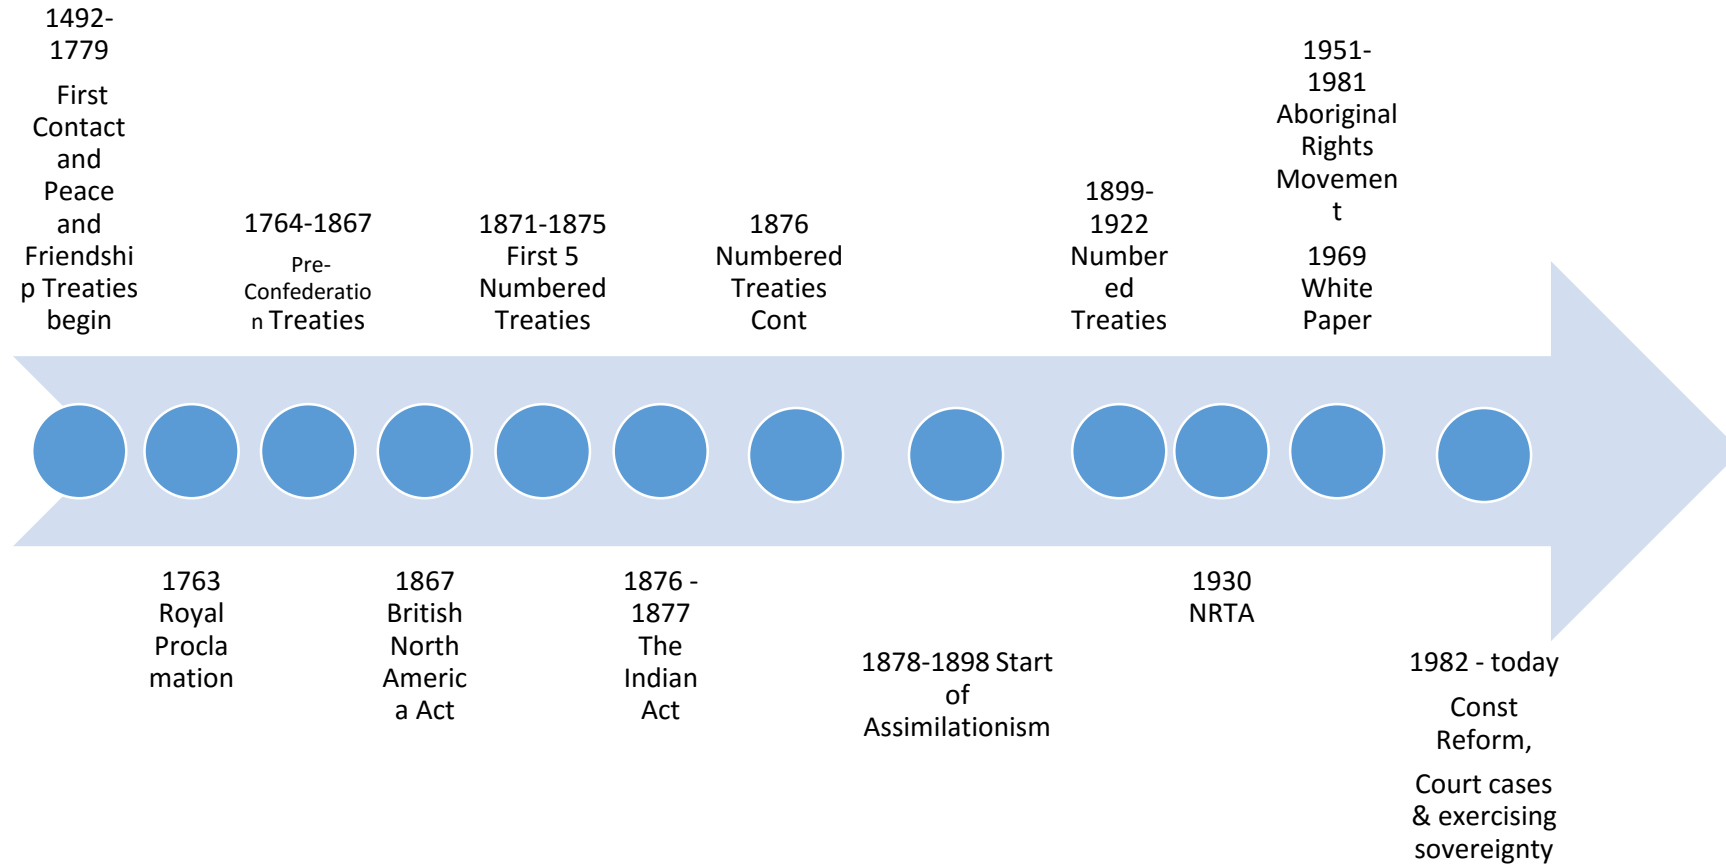 1492-
1779
First
Contact
and
Peace
and
Friendshi
p Treaties
begin
1763
Royal
Procla
mation
1764-1867
Pre-
Confederatio
n Treaties
1867
British
North
Americ
a Act
1871-1875
First 5
Numbered
Treaties
1876 -
1877
The
Indian
Act
1876
Numbered
Treaties
Cont
1878-1898 Start
of
Assimilationism
1899-
1922
Number
ed
Treaties
1930
NRTA
1951-
1981
Aboriginal
Rights
Movemen
t
1969
White
Paper
1982 - today
Const
Reform,
Court cases
& exercising
sovereignty